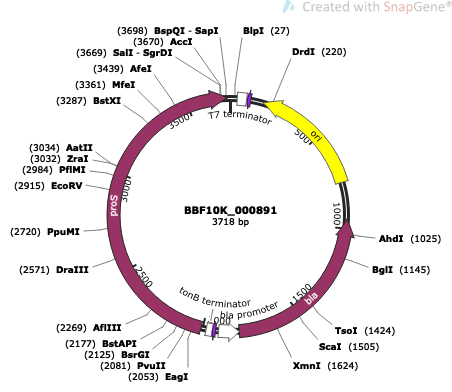 Created with SnapGene®
(3698) BspQI - SapI
BlpI (27)
(3670) AccI
(3669) SalI - SgrDI
DrdI (220)
(3439) AfeI
(3361) MfeI
(3287) BstXI
3500
T7 terminator
ori
500
(3034) AatII
(3032) ZraI
(2984) PflMI
(2915) EcoRV
3000
proS
BBF10K_000891
3718 bp
1000
(2720) PpuMI
AhdI (1025)
(2571) DraIII
BglI (1145)
2500
tonB terminator
bla promoter
1500
bla
(2269) AflIII
(2177) BstAPI
(2125) BsrGI
(2081) PvuII
(2053) EagI
TsoI (1424)
ScaI (1505)
XmnI (1624)